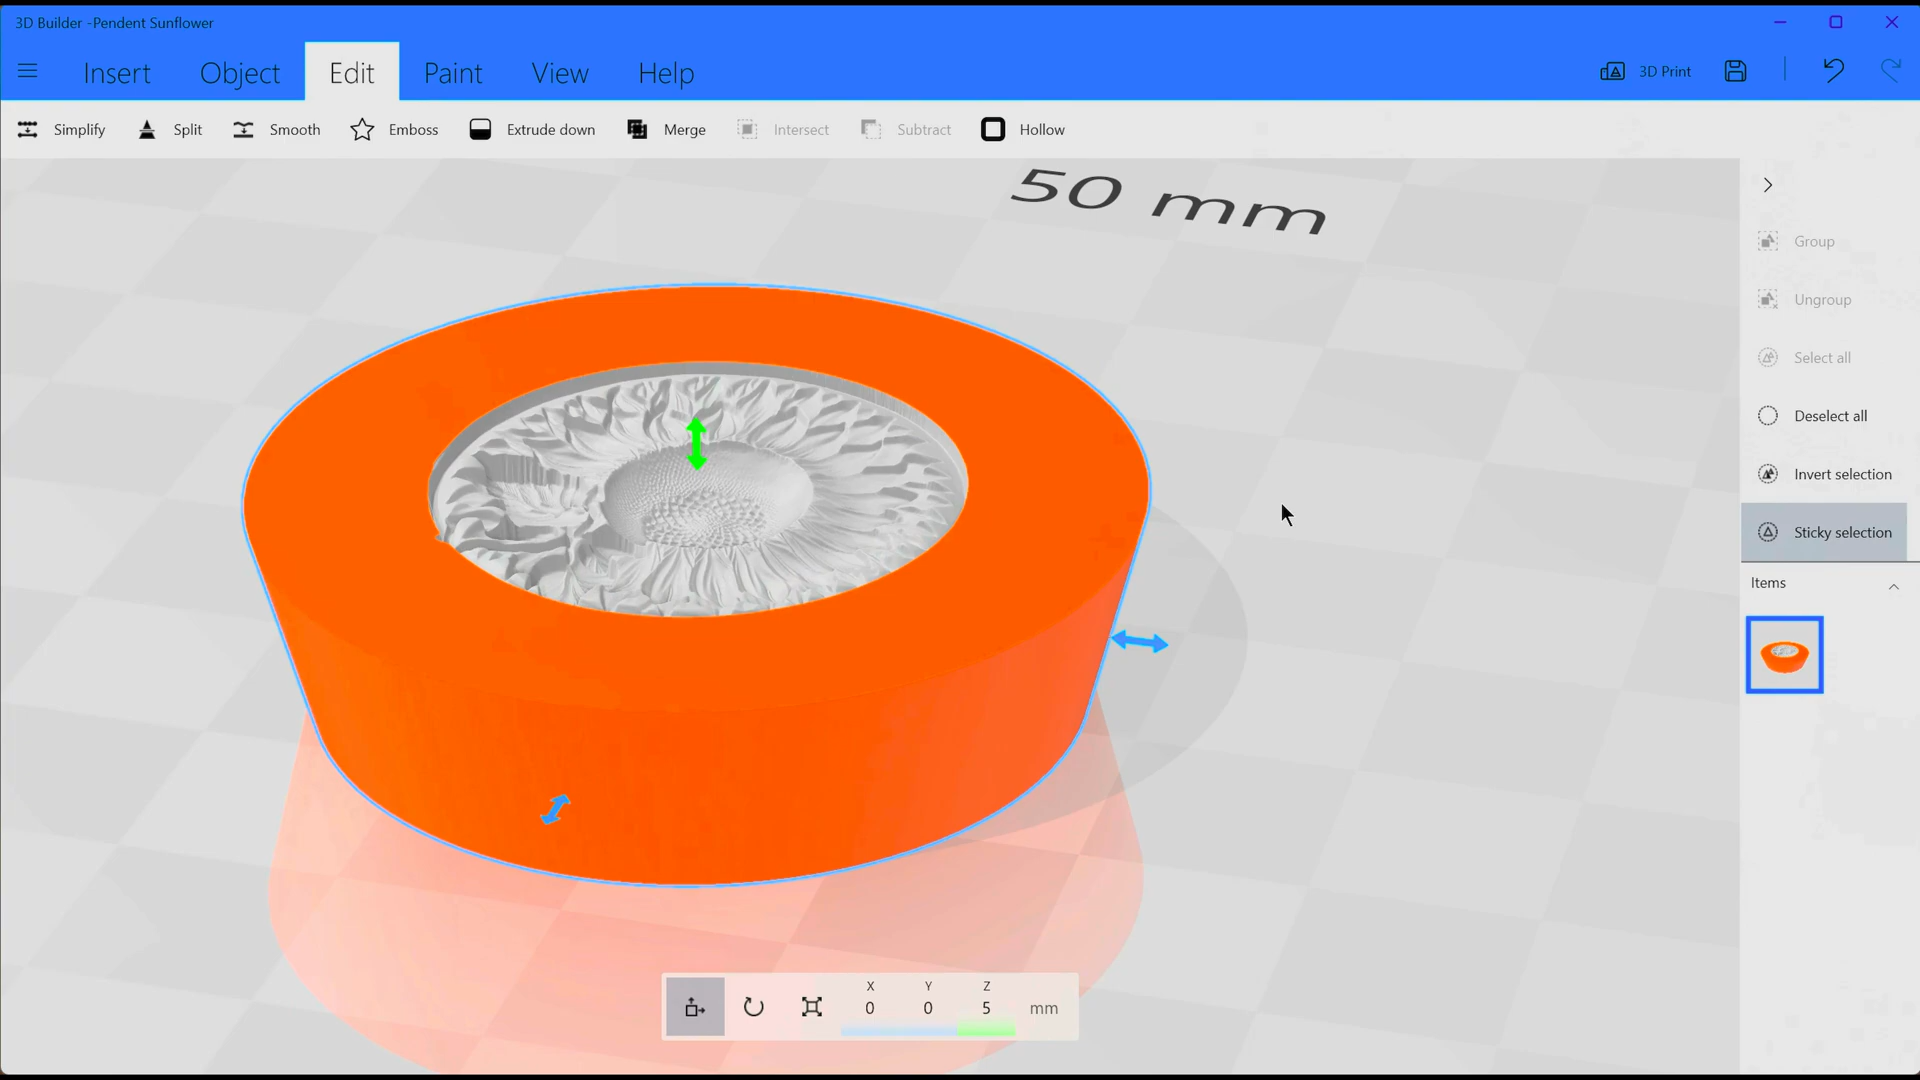 3D Builder -Pendent Sunflower
Insert Object Edit Paint View Help 3D Print
Simplify Split Smooth Emboss Extrude down Merge Intersect Subtract Hollow
50 mm
Group
Ungroup
Select all
Deselect all
Invert selection
Sticky selection
Items
X Y Z
0 0 5 mm